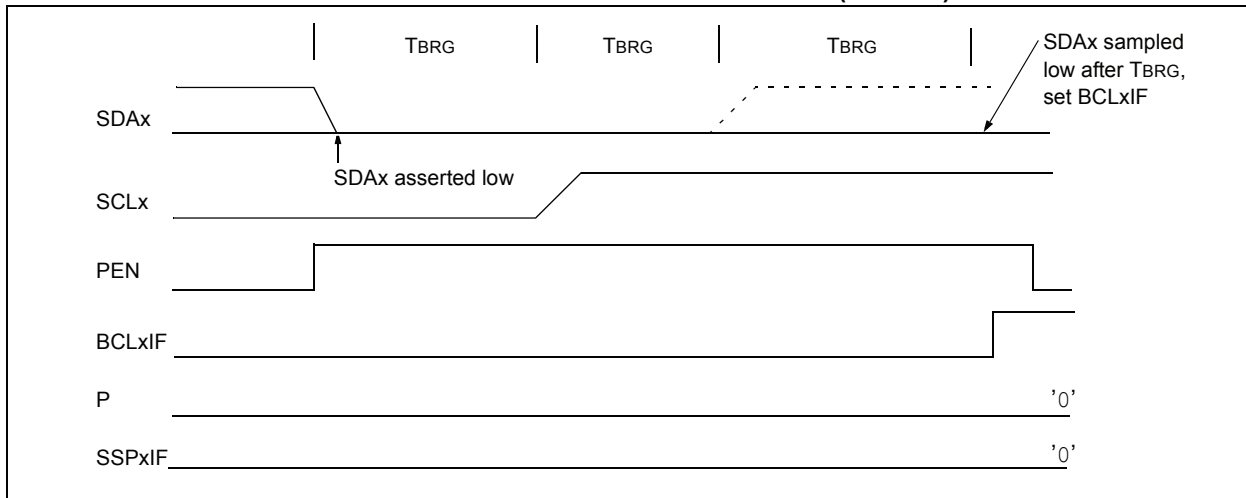 TBRG TBRG TBRG
SDAx sampled
low after TBRG,
set BCLxIF
SDAx
SDAx asserted low
SCLx
PEN
BCLxIF
P '0'
SSPxIF '0'